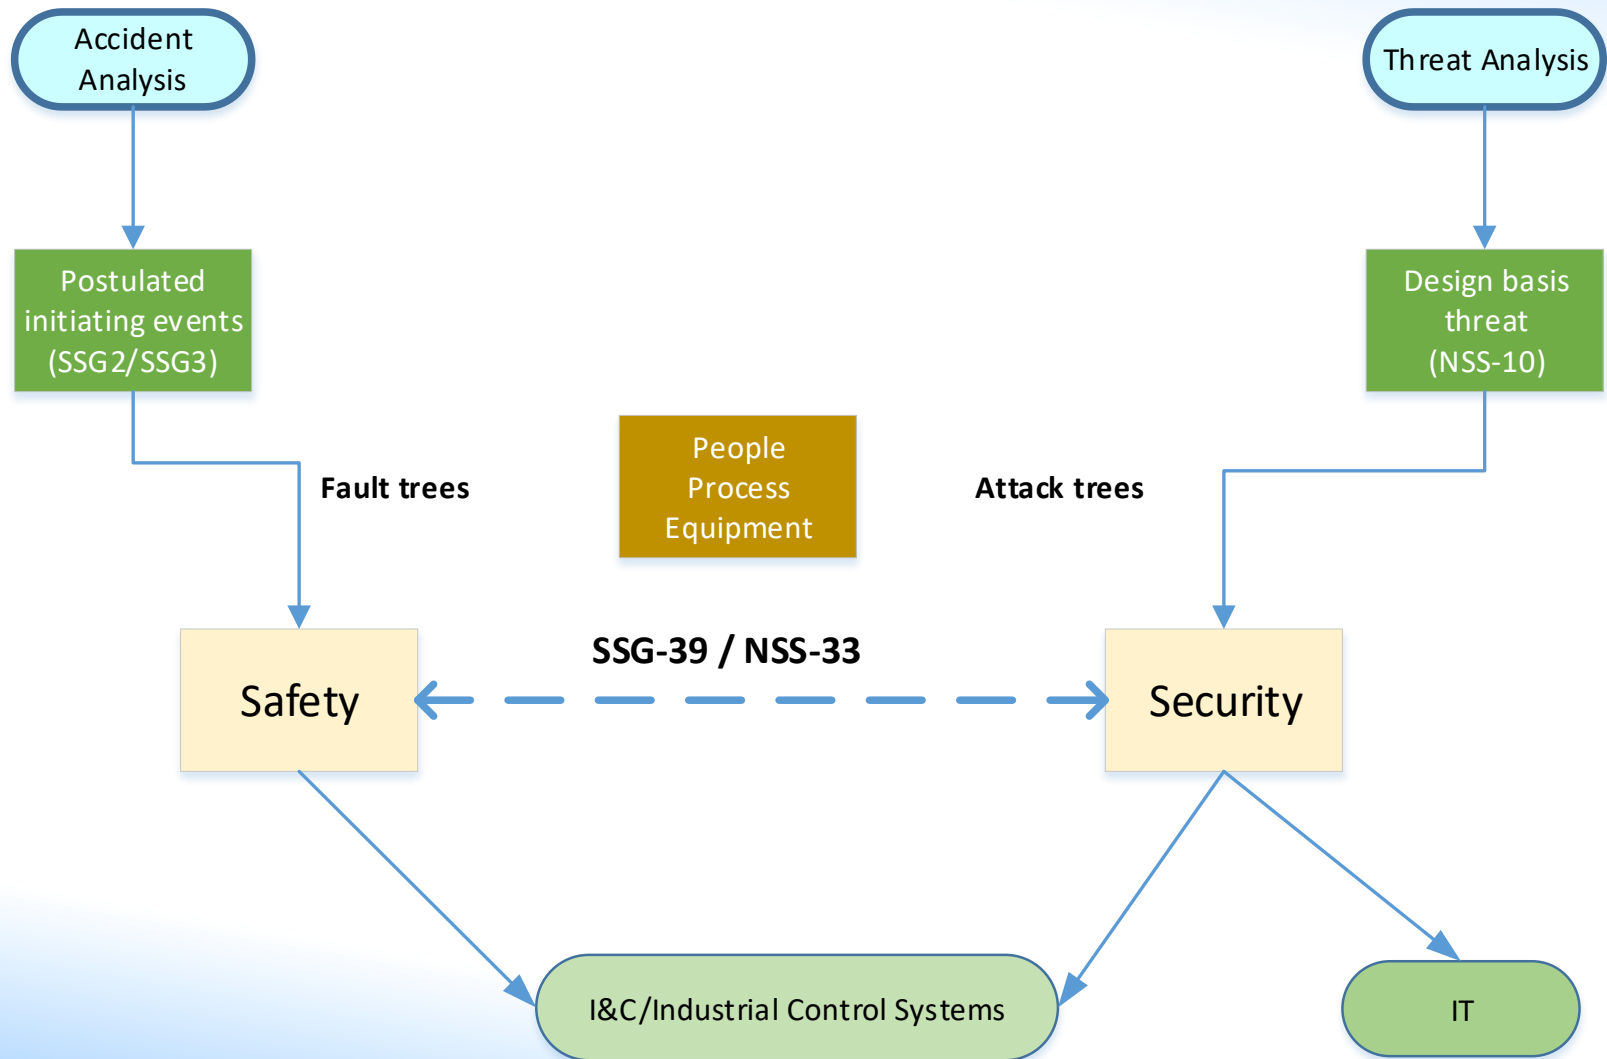 Accident
Analysis
Threat Analysis
Postulated
initiating events
(SSG2/SSG3)
Design basis
threat
(NSS-10)
People
Process
Equipment
Fault trees
Attack trees
SSG-39 / NSS-33
Safety
Security
I&C/Industrial Control Systems
IT